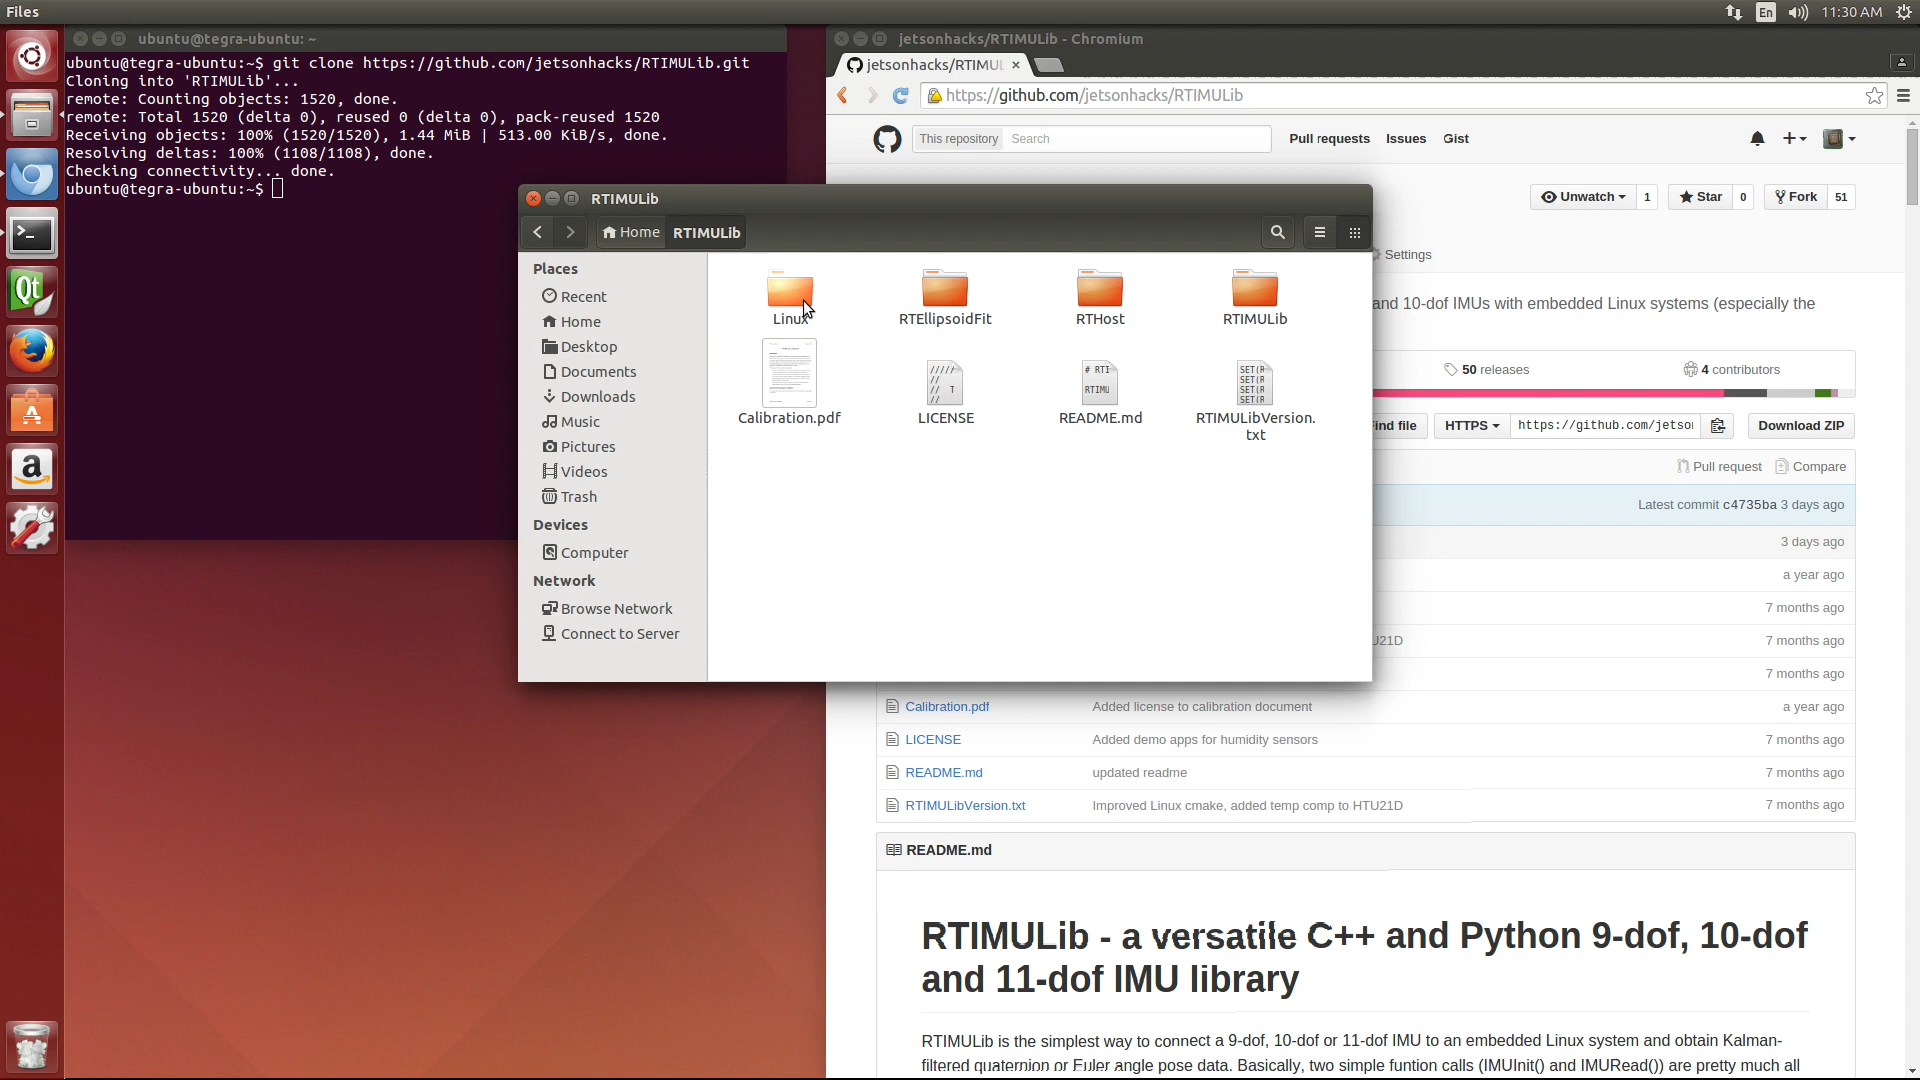 Files
En
11:30 AM
ubuntu@tegra-ubuntu: ~
ubuntu@tegra-ubuntu:~$ git clone https://github.com/jetsonhacks/RTIMULib.git
Cloning into 'RTIMULib'...
remote: Counting objects: 1520, done.
remote: Total 1520 (delta 0), reused 0 (delta 0), pack-reused 1520
Receiving objects: 100% (1520/1520), 1.44 MiB | 513.00 KiB/s, done.
Resolving deltas: 100% (1108/1108), done.
Checking connectivity... done.
ubuntu@tegra-ubuntu:~$
RTIMULib
Home RTIMULib
Places
Recent
Home
Desktop
Documents
Downloads
Music
Pictures
Videos
Trash
Devices
Computer
Network
Browse Network
Connect to Server
Linux RTEllipsoidFit RTHost RTIMULib
Calibration.pdf LICENSE README.md RTIMULibVersion.
txt
jetsonhacks/RTIMULib - Chromium
jetsonhacks/RTIMUL
https://github.com/jetsonhacks/RTIMULib
This repository Search Pull requests Issues Gist
Unwatch 1 Star 0 Fork 51
Settings
and 10-dof IMUs with embedded Linux systems (especially the
50 releases 4 contributors
ind file HTTPS https://github.com/jetso Download ZIP
Pull request Compare
Latest commit c4735ba 3 days ago
3 days ago
a year ago
7 months ago
U21D 7 months ago
7 months ago
Calibration.pdf Added license to calibration document a year ago
LICENSE Added demo apps for humidity sensors 7 months ago
README.md updated readme 7 months ago
RTIMULibVersion.txt Improved Linux cmake, added temp comp to HTU21D 7 months ago
README.md
RTIMULib - a versatile C++ and Python 9-dof, 10-dof
and 11-dof IMU library
RTIMULib is the simplest way to connect a 9-dof, 10-dof or 11-dof IMU to an embedded Linux system and obtain Kalman-
filtered quaternion or Euler angle pose data. Basically, two simple funtion calls (IMUInit() and IMURead()) are pretty much all